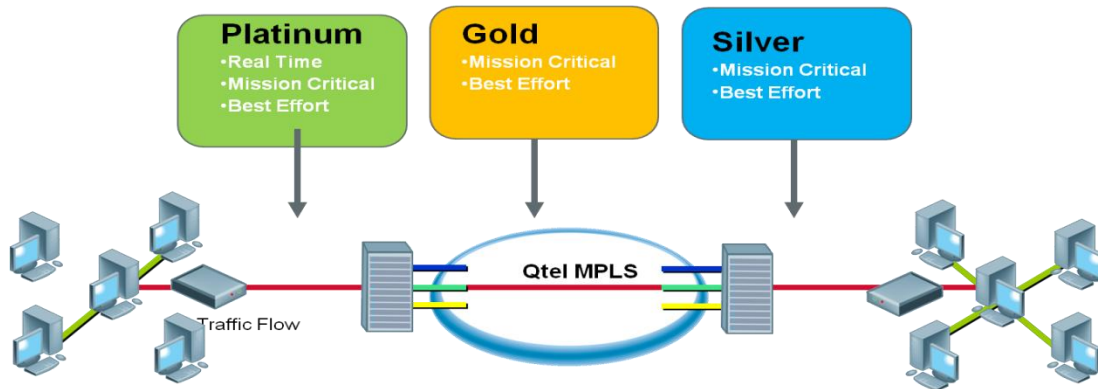 Platinum
•Real Time
•Mission Critical
•Best Effort
Gold
•Mission Critical
•Best Effort
Silver
•Mission Critical
•Best Effort
Qtel MPLS
Traffic Flow